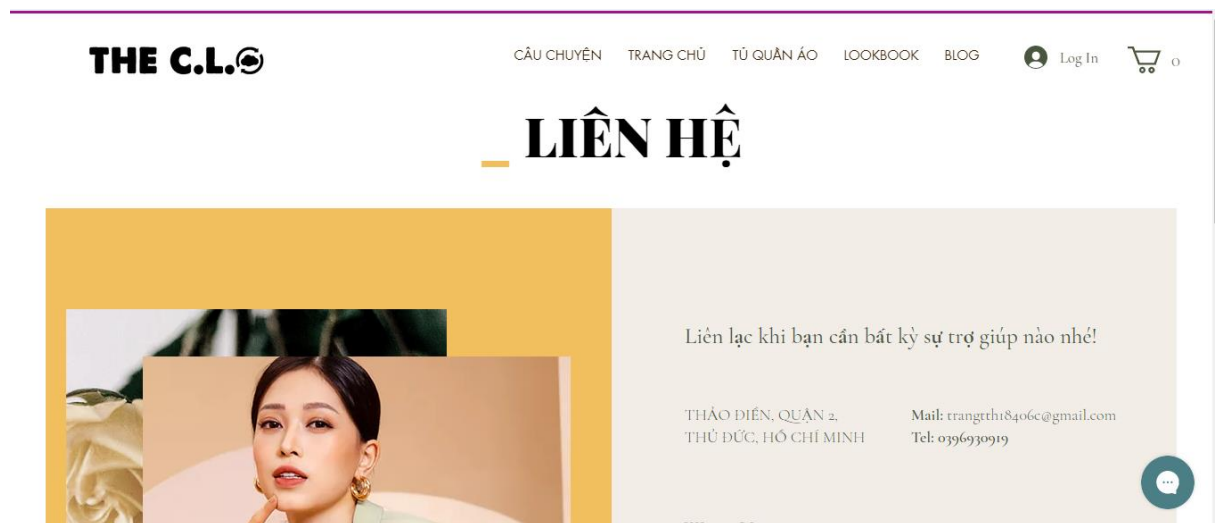 THE C.L.
CÂU CHUYỆN TRANG CHỦ TỦ QUẦN ÁO LOOKBOOK BLOG Log In 0
_ LIÊN HỆ
Liên lạc khi bạn cần bất kỳ sự trợ giúp nào nhé!
THẢO ĐIỀN, QUẬN 2,
THỦ ĐỨC, HỒ CHÍ MINH
Mail: trangtth18406c@gmail.com
Tel: 0396930919